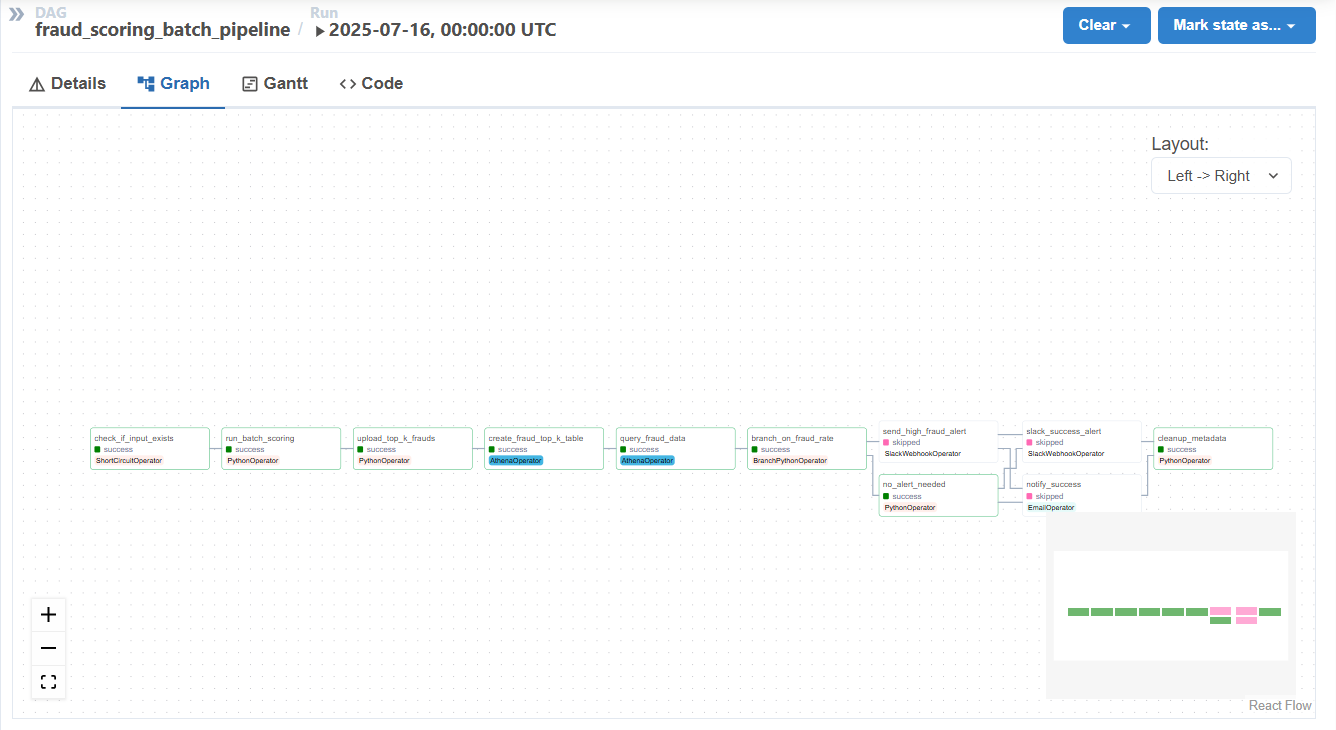 DAG
fraud_scoring_batch_pipeline
/
Run
2025-07-16, 00:00:00 UTC
Clear
Mark state as...
Details
Graph
Gantt
Code
Layout:
Left -> Right
check_if_input_exists
success
ShortCircuitOperator
run_batch_scoring
success
PythonOperator
upload_top_k_frauds
success
PythonOperator
create_fraud_top_k_table
success
AthenaOperator
query_fraud_data
success
AthenaOperator
branch_on_fraud_rate
success
BranchPythonOperator
send_high_fraud_alert
skipped
SlackWebhookOperator
no_alert_needed
success
PythonOperator
slack_success_alert
skipped
SlackWebhookOperator
notify_success
skipped
EmailOperator
cleanup_metadata
success
PythonOperator
React Flow